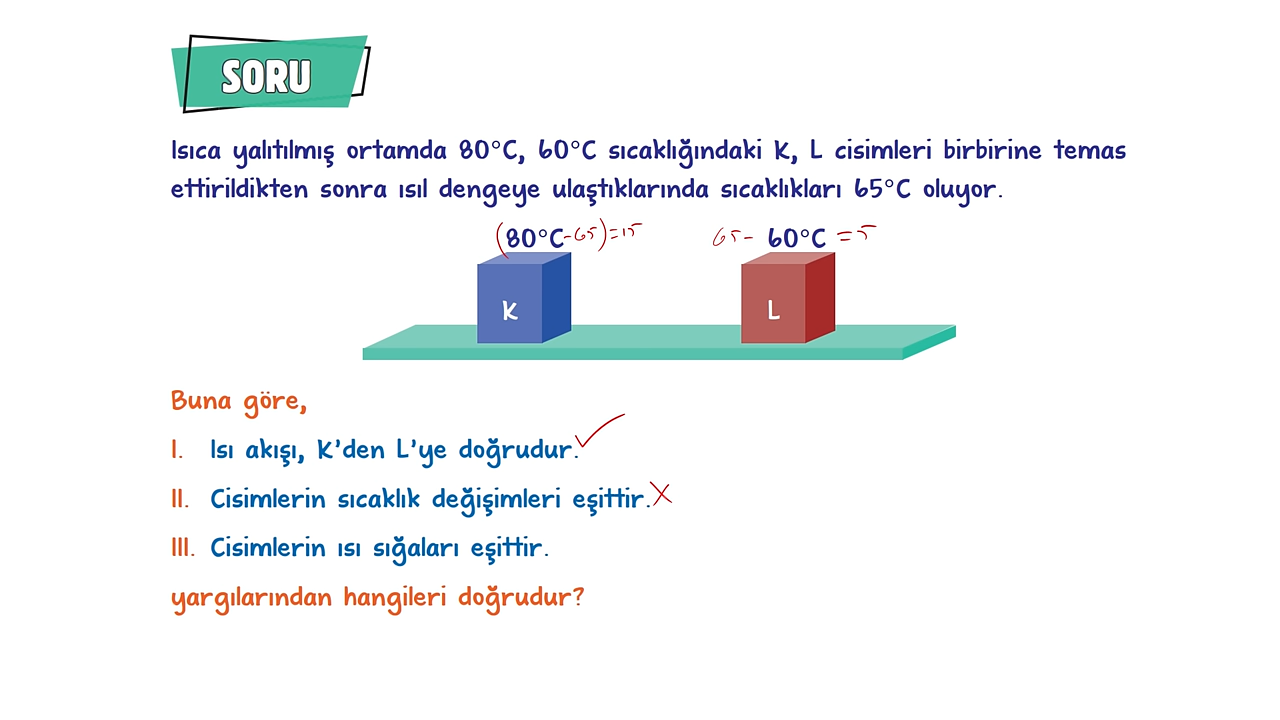 SORU
Isıca yalıtılmış ortamda 80°C, 60°C sıcaklığındaki K, L cisimleri birbirine temas
ettirildikten sonra ısıl dengeye ulaştıklarında sıcaklıkları 65°C oluyor.
(80°C-65)=15 65- 60°C =5
K L
Buna göre,
I. Isı akışı, K'den L'ye doğrudur.
II. Cisimlerin sıcaklık değişimleri eşittir.
III. Cisimlerin ısı sığaları eşittir.
yargılarından hangileri doğrudur?